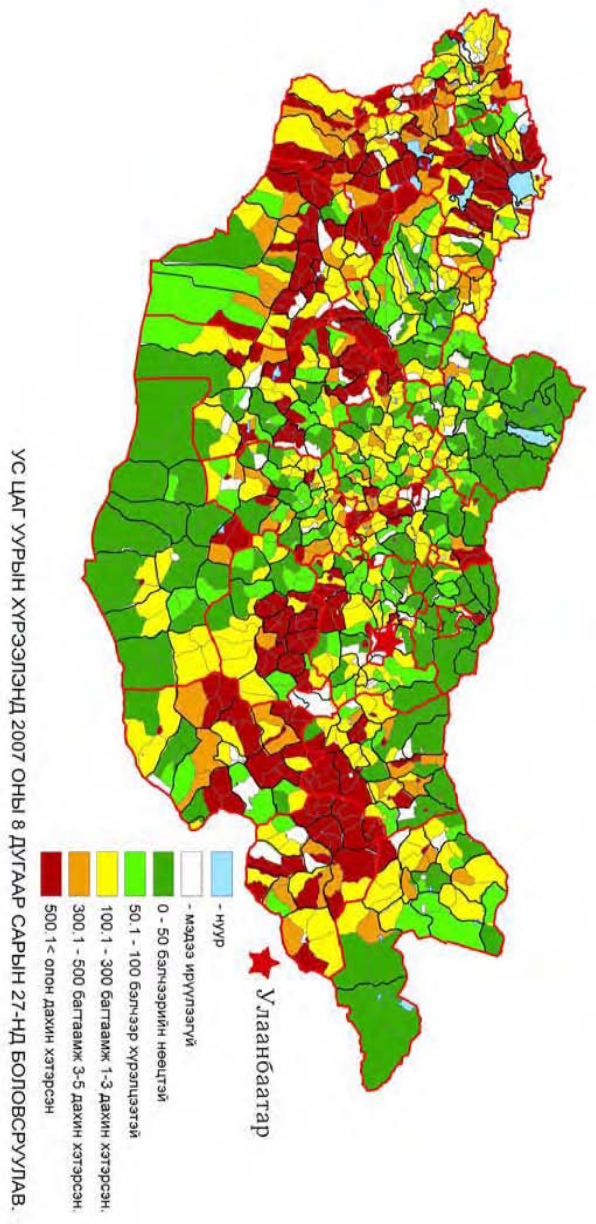 Улаанбаатар
- нуур
- мэдээ ирүүлээгүй
0 - 50 бэлчээрийн нөөцтэй
50.1 - 100 бэлчээр хүрэлцээтэй
100.1 - 300 багтаамж 1-3 дахин хэтэрсэн.
300.1 - 500 багтаамж 3-5 дахин хэтэрсэн.
500.1< олон дахин хэтэрсэн
УС ЦАГ УУРЫН ХҮРЭЭЛЭНД 2007 ОНЫ 8 ДУГААР САРЫН 27-НД БОЛОВСРУУЛАВ.